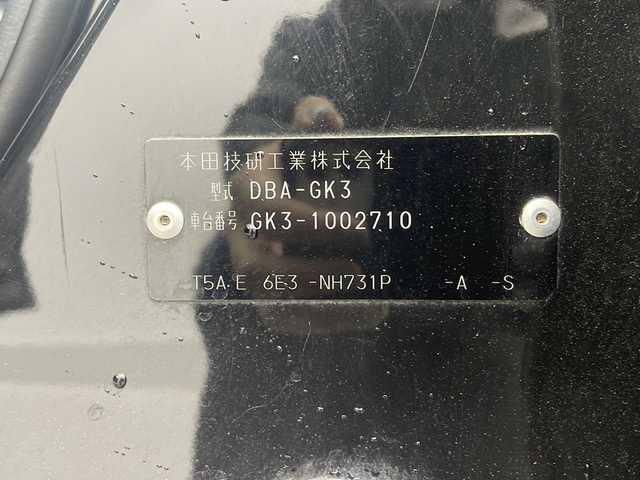 本田技研工業株式会社
型式 DBA-GK3
車台番号 GK3-1002710
T5A E 6E3 -NH731P -A -S